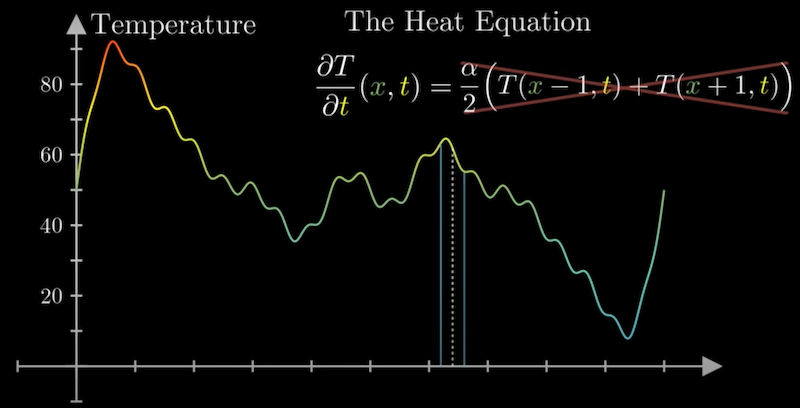 Temperature
The Heat Equation
∂T/∂t (x, t) = α/2 (T(x − 1, t) + T(x + 1, t))
80
60
40
20